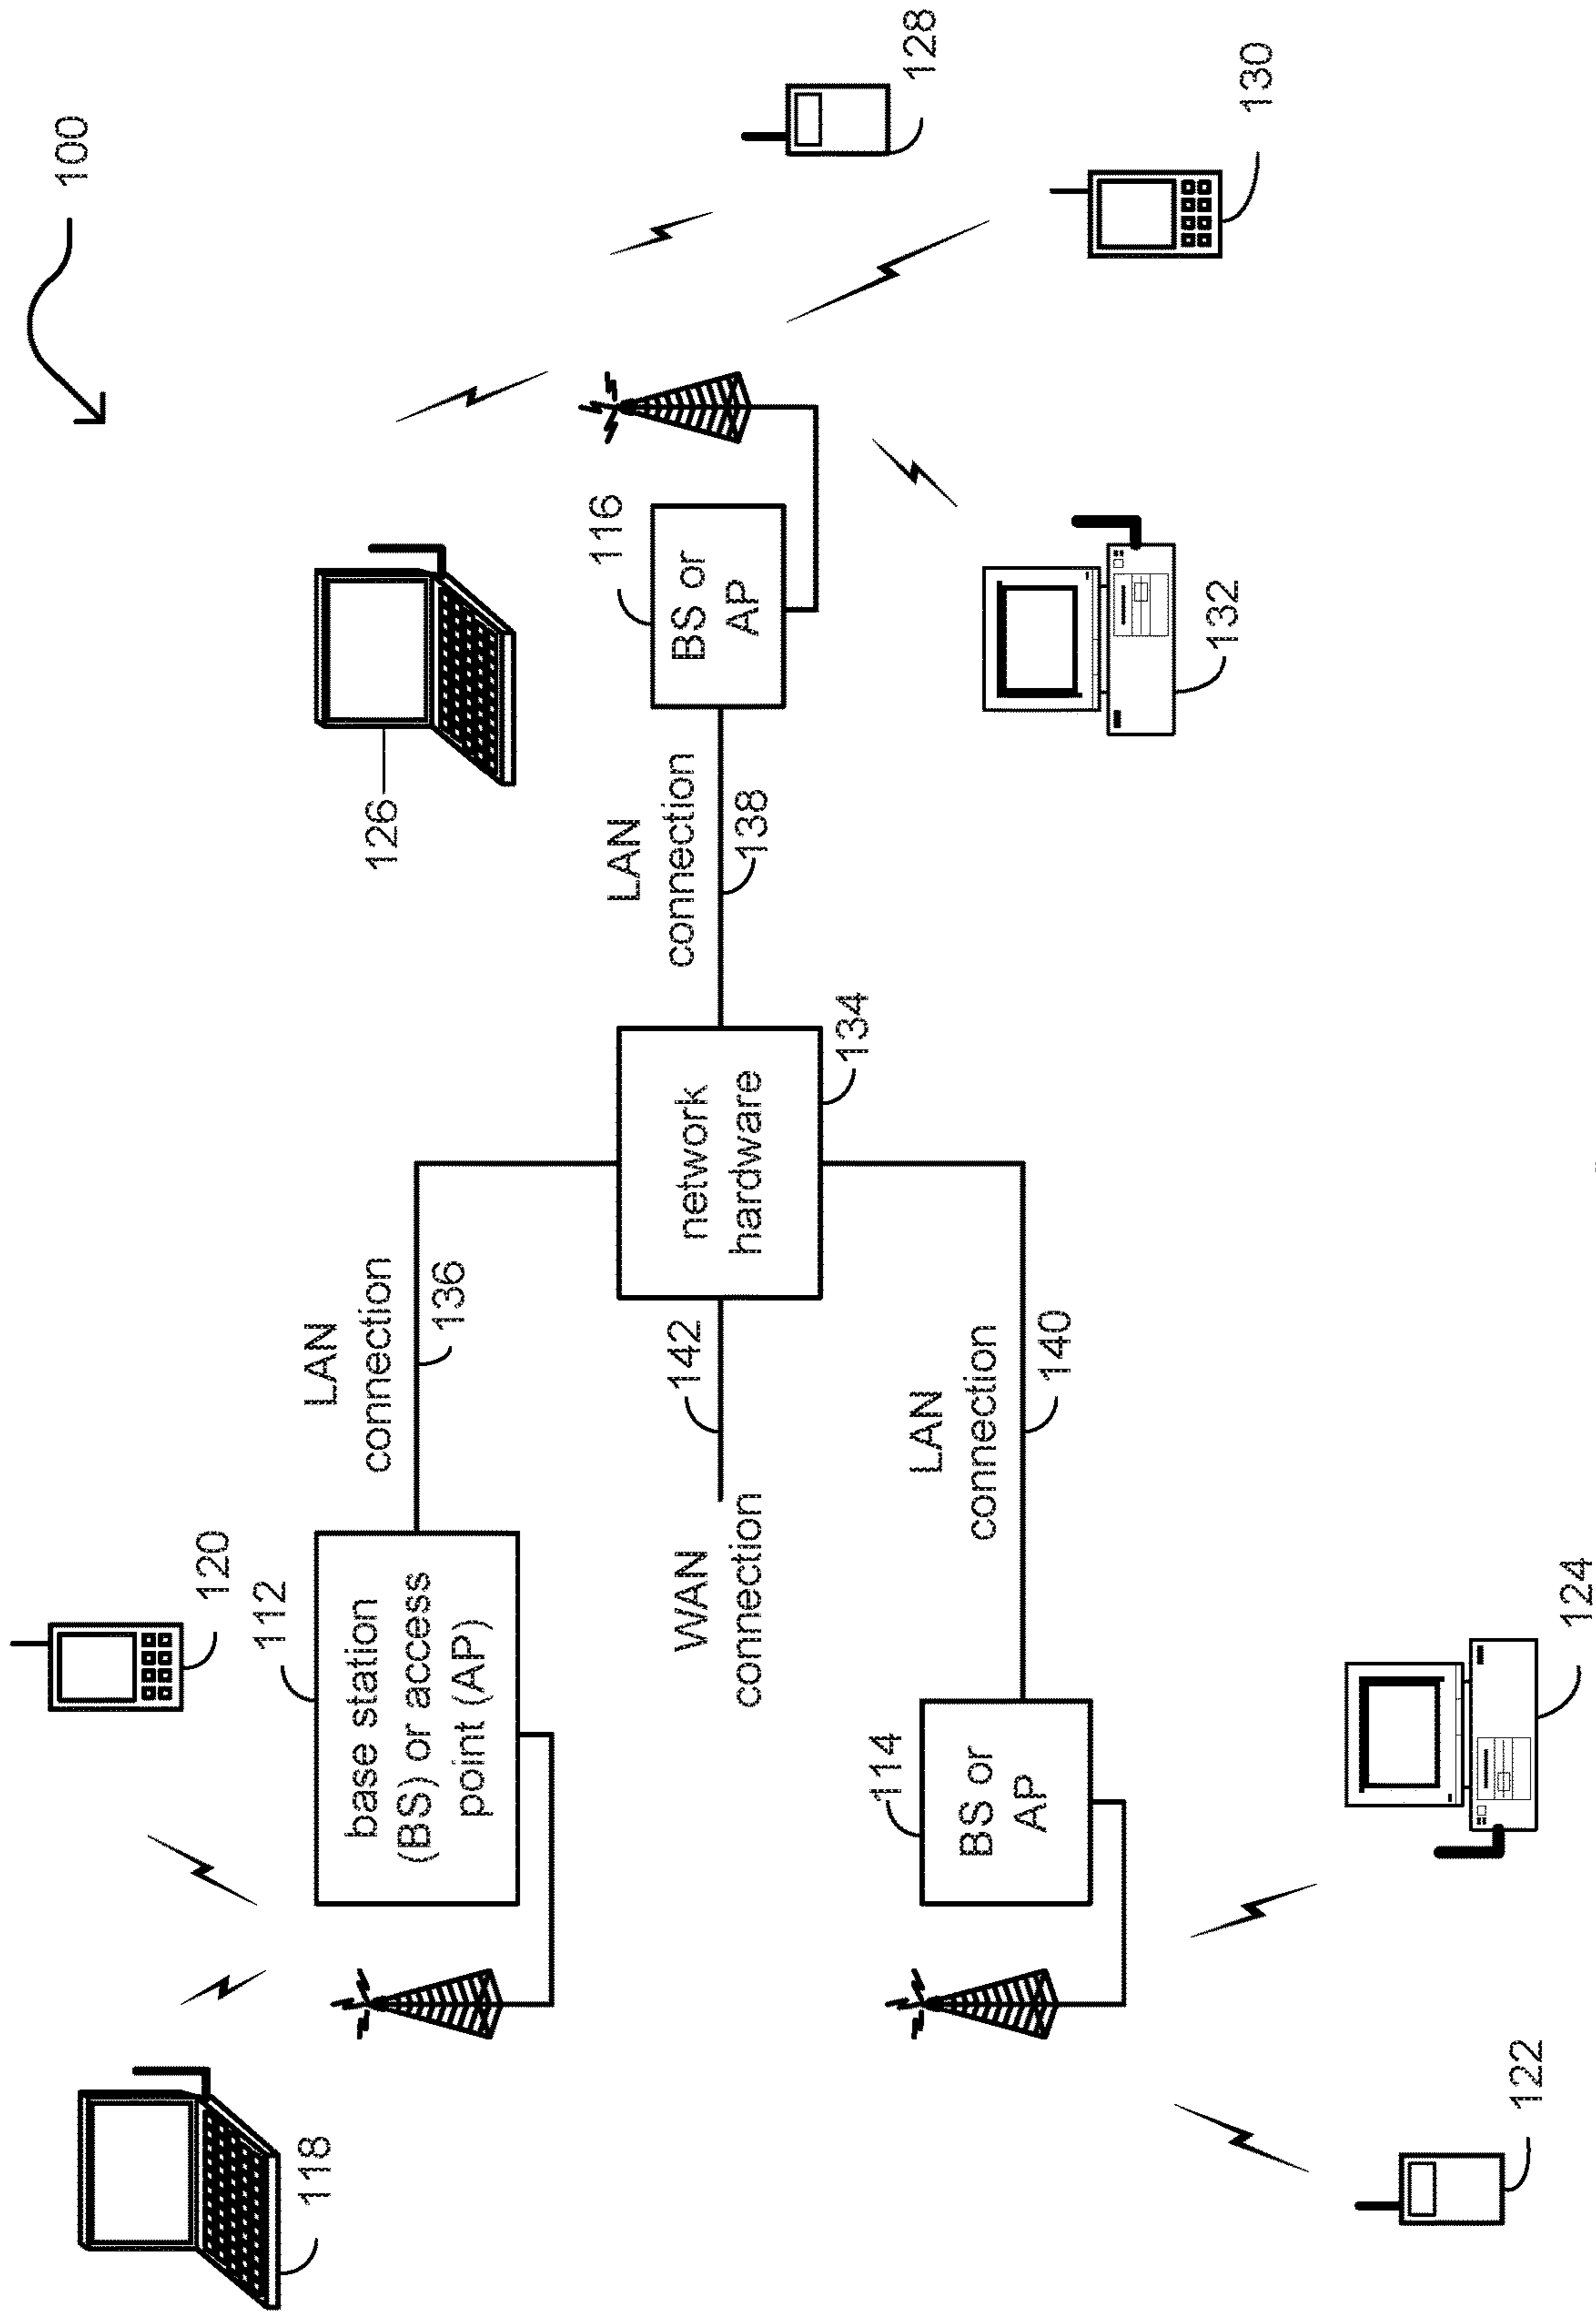 100
120
112
118
base station
(BS) or access
point (AP)
LAN
connection
136
126
116
BS or
AP
LAN
connection
138
128
WAN
connection
142
network
hardware
134
114
BS or
AP
LAN
connection
140
132
130
122
124